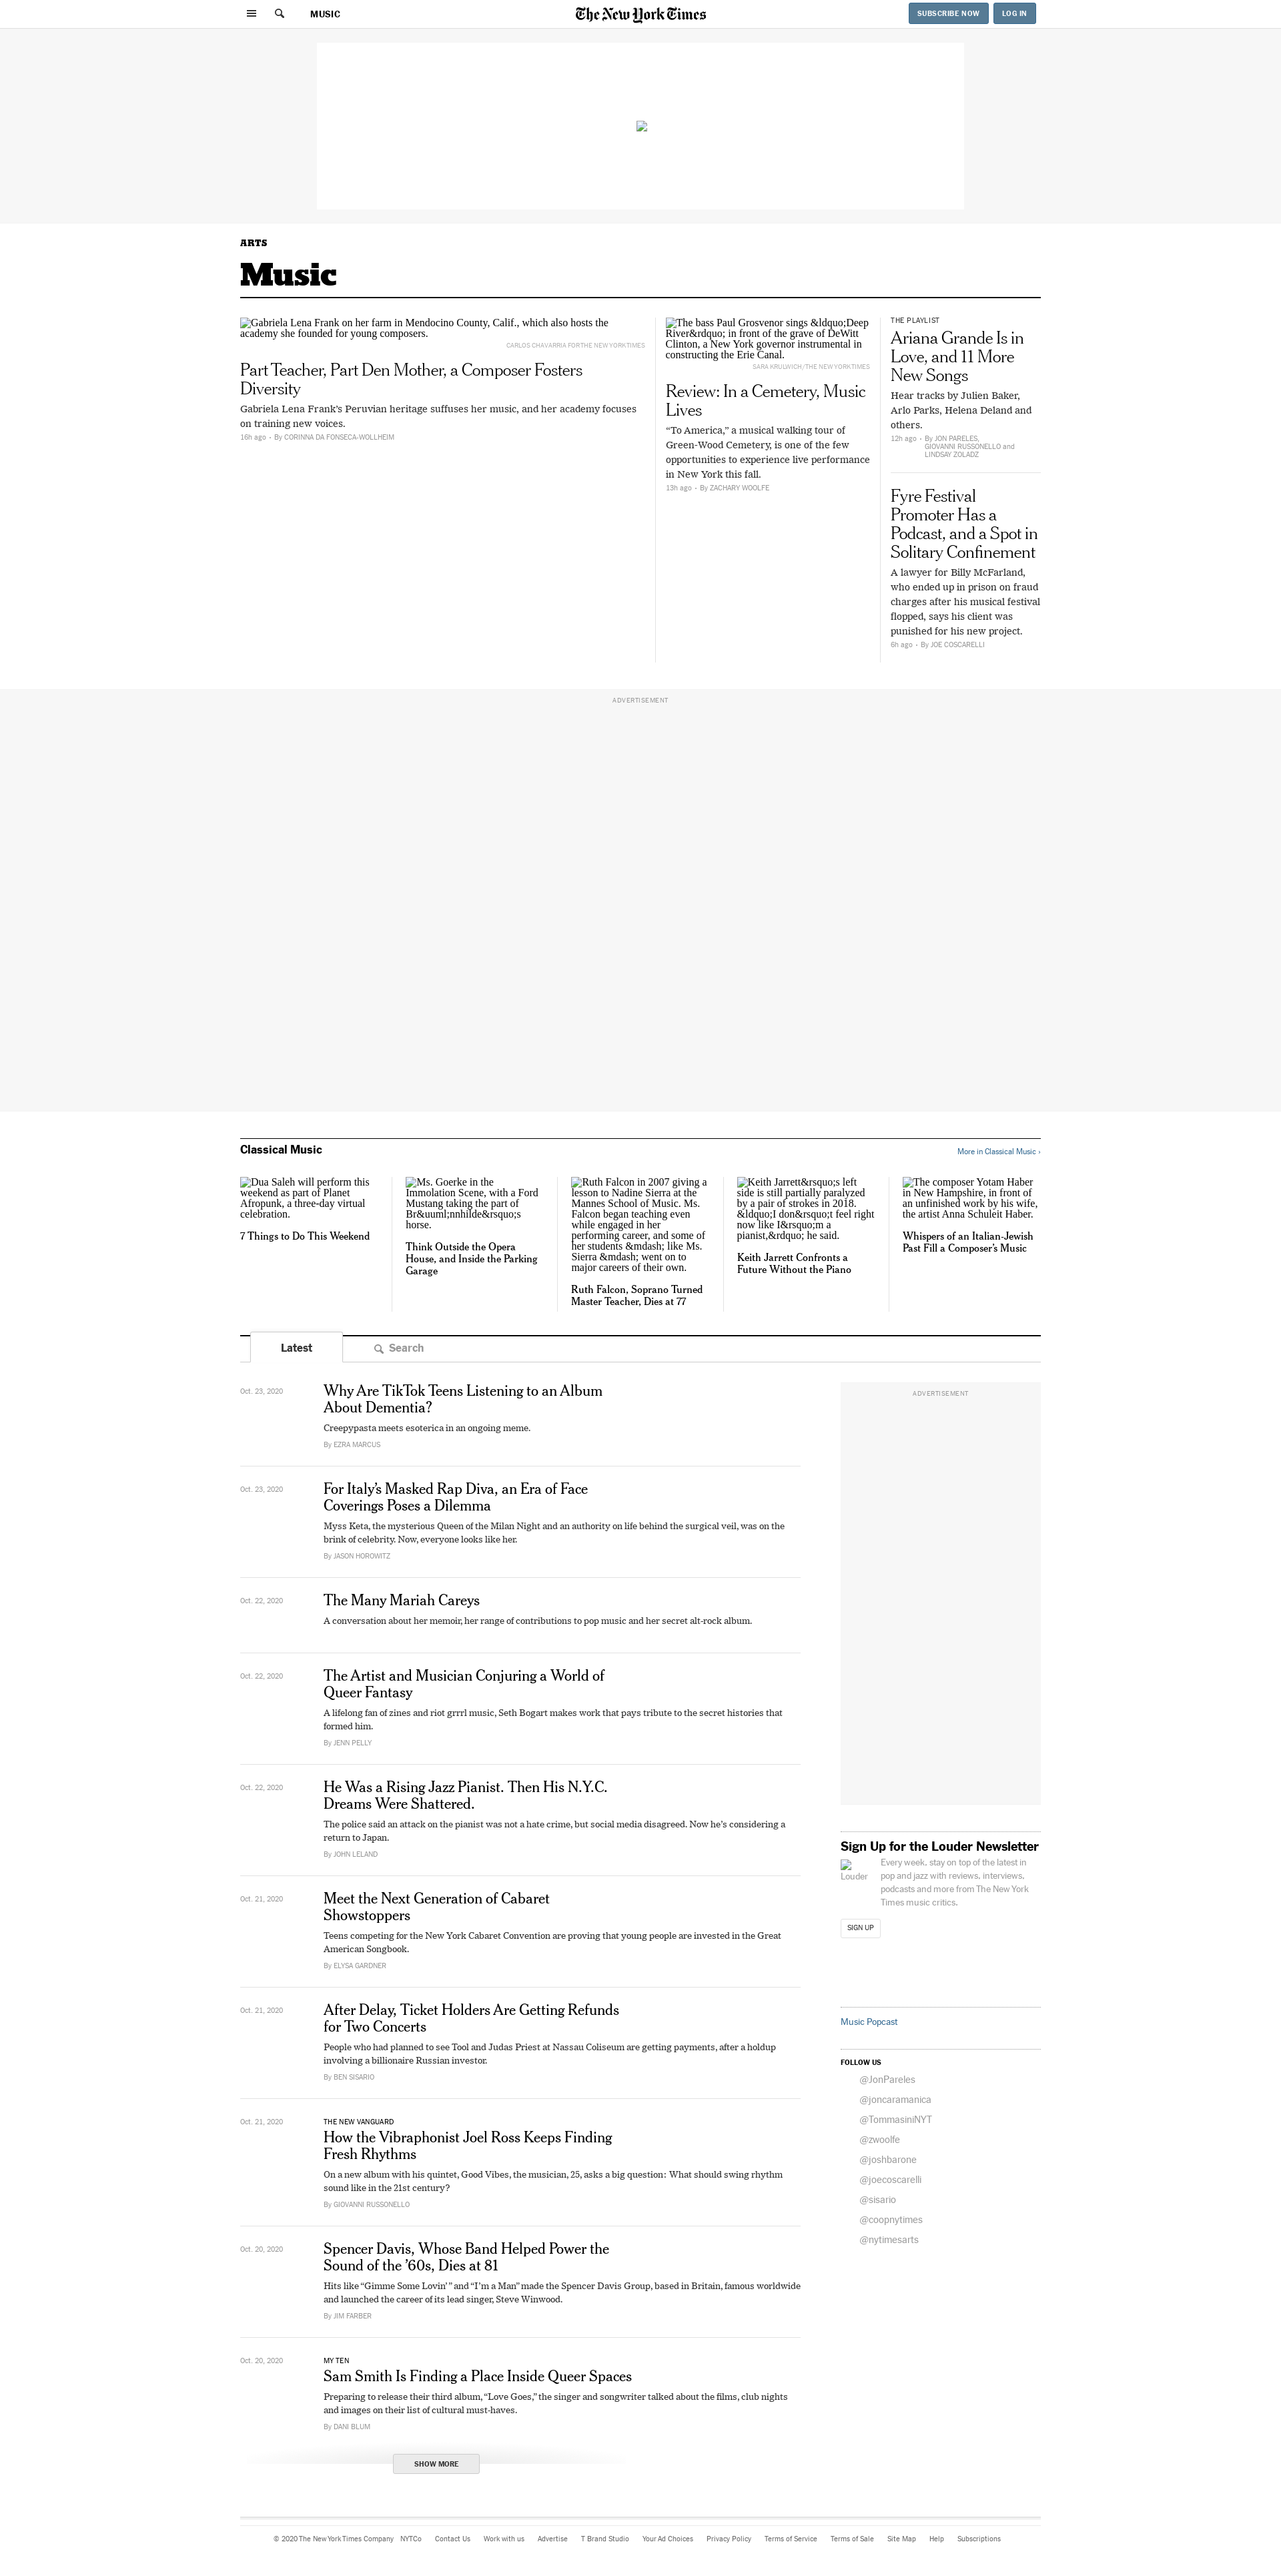 MUSIC
The New York Times
SUBSCRIBE NOW
LOG IN
ARTS
Music
Gabriela Lena Frank on her farm in Mendocino County, Calif., which also hosts the
academy she founded for young composers.
CARLOS CHAVARRIA FOR THE NEW YORK TIMES
Part Teacher, Part Den Mother, a Composer Fosters
Diversity
Gabriela Lena Frank's Peruvian heritage suffuses her music, and her academy focuses
on training new voices.
16h ago • By CORINNA DA FONSECA-WOLLHEIM
The bass Paul Grosvenor sings &ldquo;Deep
River&rdquo; in front of the grave of DeWitt
Clinton, a New York governor instrumental in
constructing the Erie Canal.
SARA KRULWICH/THE NEW YORK TIMES
Review: In a Cemetery, Music
Lives
“To America,” a musical walking tour of
Green-Wood Cemetery, is one of the few
opportunities to experience live performance
in New York this fall.
13h ago • By ZACHARY WOOLFE
THE PLAYLIST
Ariana Grande Is in
Love, and 11 More
New Songs
Hear tracks by Julien Baker,
Arlo Parks, Helena Deland and
others.
12h ago • By JON PARELES,
GIOVANNI RUSSONELLO and
LINDSAY ZOLADZ
Fyre Festival
Promoter Has a
Podcast, and a Spot in
Solitary Confinement
A lawyer for Billy McFarland,
who ended up in prison on fraud
charges after his musical festival
flopped, says his client was
punished for his new project.
6h ago • By JOE COSCARELLI
ADVERTISEMENT
Classical Music
More in Classical Music ›
Dua Saleh will perform this
weekend as part of Planet
Afropunk, a three-day virtual
celebration.
7 Things to Do This Weekend
Ms. Goerke in the
Immolation Scene, with a Ford
Mustang taking the part of
Br&uuml;nnhilde&rsquo;s
horse.
Think Outside the Opera
House, and Inside the Parking
Garage
Ruth Falcon in 2007 giving a
lesson to Nadine Sierra at the
Mannes School of Music. Ms.
Falcon began teaching even
while engaged in her
performing career, and some of
her students &mdash; like Ms.
Sierra &mdash; went on to
major careers of their own.
Ruth Falcon, Soprano Turned
Master Teacher, Dies at 77
Keith Jarrett&rsquo;s left
side is still partially paralyzed
by a pair of strokes in 2018.
&ldquo;I don&rsquo;t feel right
now like I&rsquo;m a
pianist,&rdquo; he said.
Keith Jarrett Confronts a
Future Without the Piano
The composer Yotam Haber
in New Hampshire, in front of
an unfinished work by his wife,
the artist Anna Schuleit Haber.
Whispers of an Italian-Jewish
Past Fill a Composer's Music
Latest
Search
Oct. 23, 2020
Why Are TikTok Teens Listening to an Album
About Dementia?
Creepypasta meets esoterica in an ongoing meme.
By EZRA MARCUS
Oct. 23, 2020
For Italy's Masked Rap Diva, an Era of Face
Coverings Poses a Dilemma
Myss Keta, the mysterious Queen of the Milan Night and an authority on life behind the surgical veil, was on the
brink of celebrity. Now, everyone looks like her.
By JASON HOROWITZ
Oct. 22, 2020
The Many Mariah Careys
A conversation about her memoir, her range of contributions to pop music and her secret alt-rock album.
Oct. 22, 2020
The Artist and Musician Conjuring a World of
Queer Fantasy
A lifelong fan of zines and riot grrrl music, Seth Bogart makes work that pays tribute to the secret histories that
formed him.
By JENN PELLY
Oct. 22, 2020
He Was a Rising Jazz Pianist. Then His N.Y.C.
Dreams Were Shattered.
The police said an attack on the pianist was not a hate crime, but social media disagreed. Now he's considering a
return to Japan.
By JOHN LELAND
Oct. 21, 2020
Meet the Next Generation of Cabaret
Showstoppers
Teens competing for the New York Cabaret Convention are proving that young people are invested in the Great
American Songbook.
By ELYSA GARDNER
Oct. 21, 2020
After Delay, Ticket Holders Are Getting Refunds
for Two Concerts
People who had planned to see Tool and Judas Priest at Nassau Coliseum are getting payments, after a holdup
involving a billionaire Russian investor.
By BEN SISARIO
Oct. 21, 2020
THE NEW VANGUARD
How the Vibraphonist Joel Ross Keeps Finding
Fresh Rhythms
On a new album with his quintet, Good Vibes, the musician, 25, asks a big question: What should swing rhythm
sound like in the 21st century?
By GIOVANNI RUSSONELLO
Oct. 20, 2020
Spencer Davis, Whose Band Helped Power the
Sound of the ’60s, Dies at 81
Hits like “Gimme Some Lovin’ ” and “I’m a Man” made the Spencer Davis Group, based in Britain, famous worldwide
and launched the career of its lead singer, Steve Winwood.
By JIM FARBER
Oct. 20, 2020
MY TEN
Sam Smith Is Finding a Place Inside Queer Spaces
Preparing to release their third album, “Love Goes,” the singer and songwriter talked about the films, club nights
and images on their list of cultural must-haves.
By DANI BLUM
SHOW MORE
ADVERTISEMENT
Sign Up for the Louder Newsletter
Louder
Every week, stay on top of the latest in
pop and jazz with reviews, interviews,
podcasts and more from The New York
Times music critics.
SIGN UP
Music Popcast
FOLLOW US
@JonPareles
@joncaramanica
@TommasiniNYT
@zwoolfe
@joshbarone
@joecoscarelli
@sisario
@coopnytimes
@nytimesarts
© 2020 The New York Times Company NYTCo Contact Us Work with us Advertise T Brand Studio Your Ad Choices Privacy Policy Terms of Service Terms of Sale Site Map Help Subscriptions